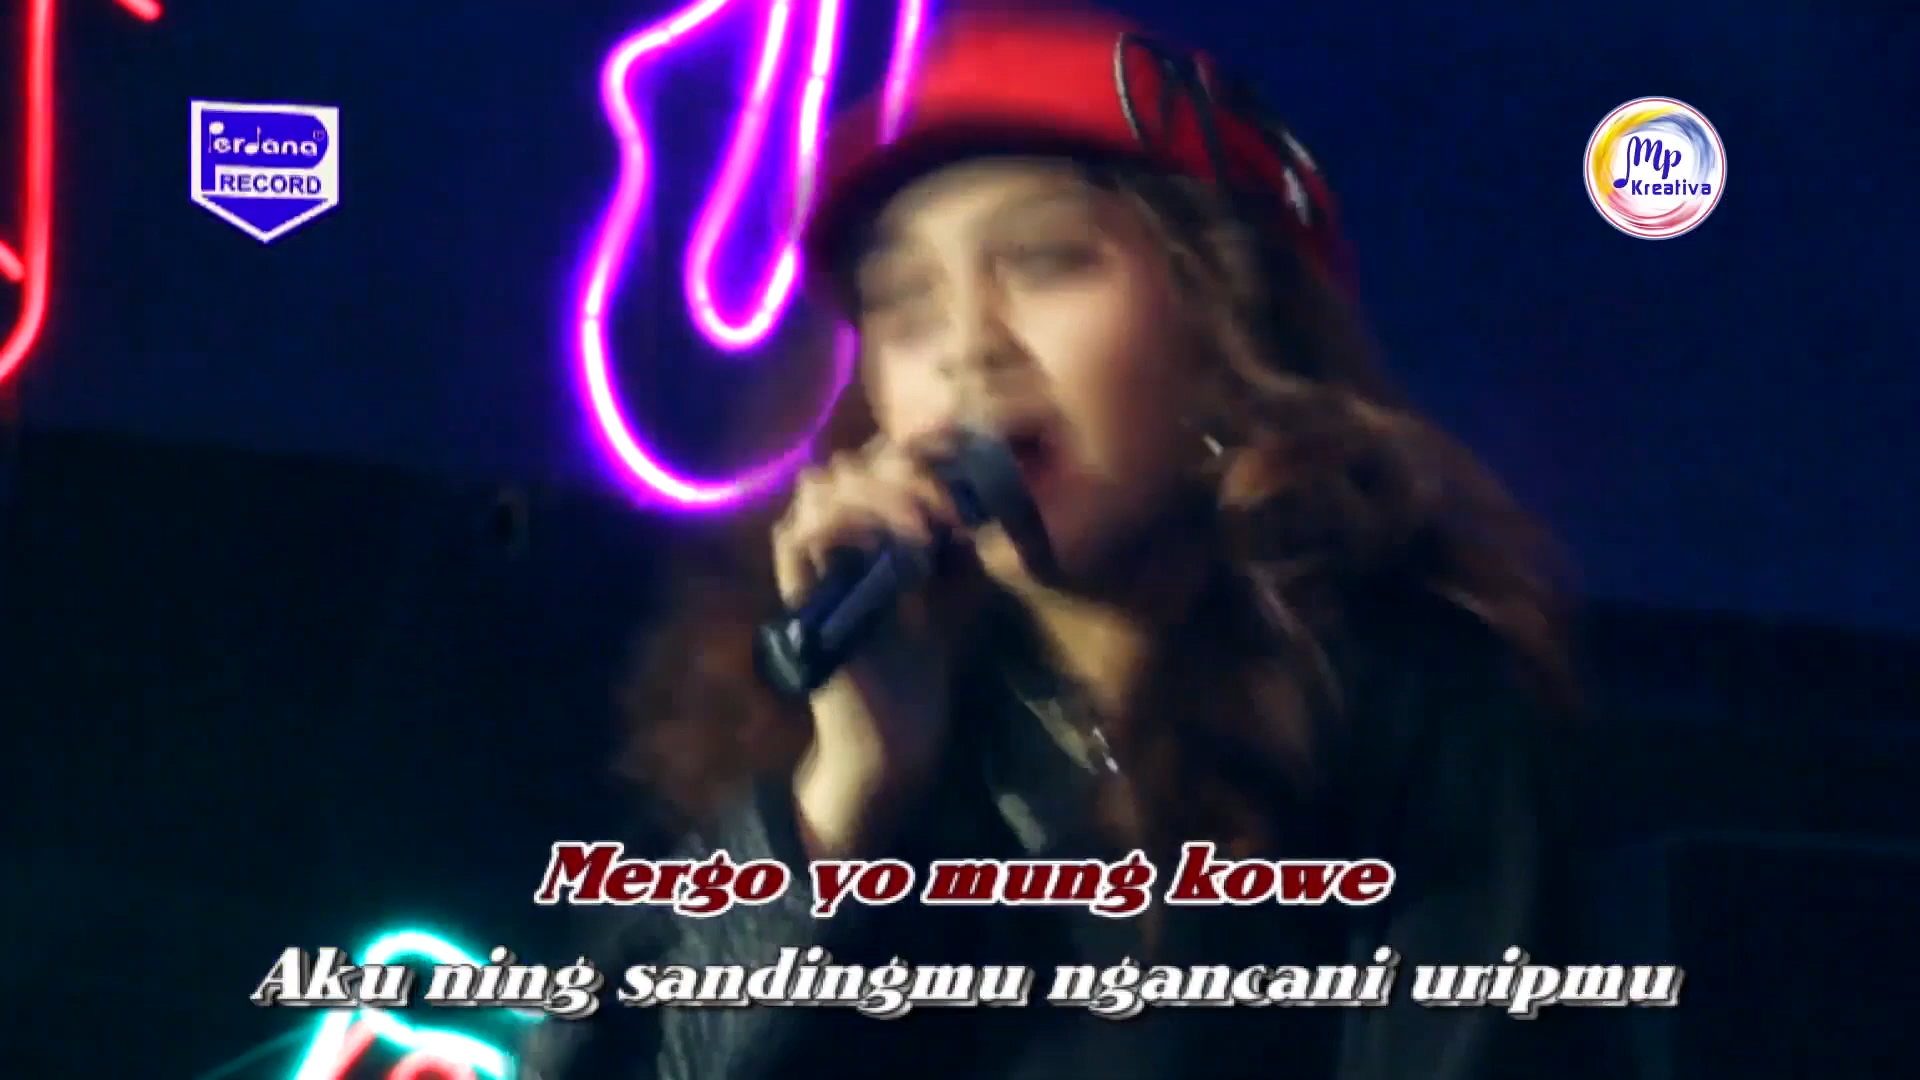 Perdana
RECORD
Mp
Kreativa
Mergo yo mung kowe
Aku ning sandingmu ngancani uripmu